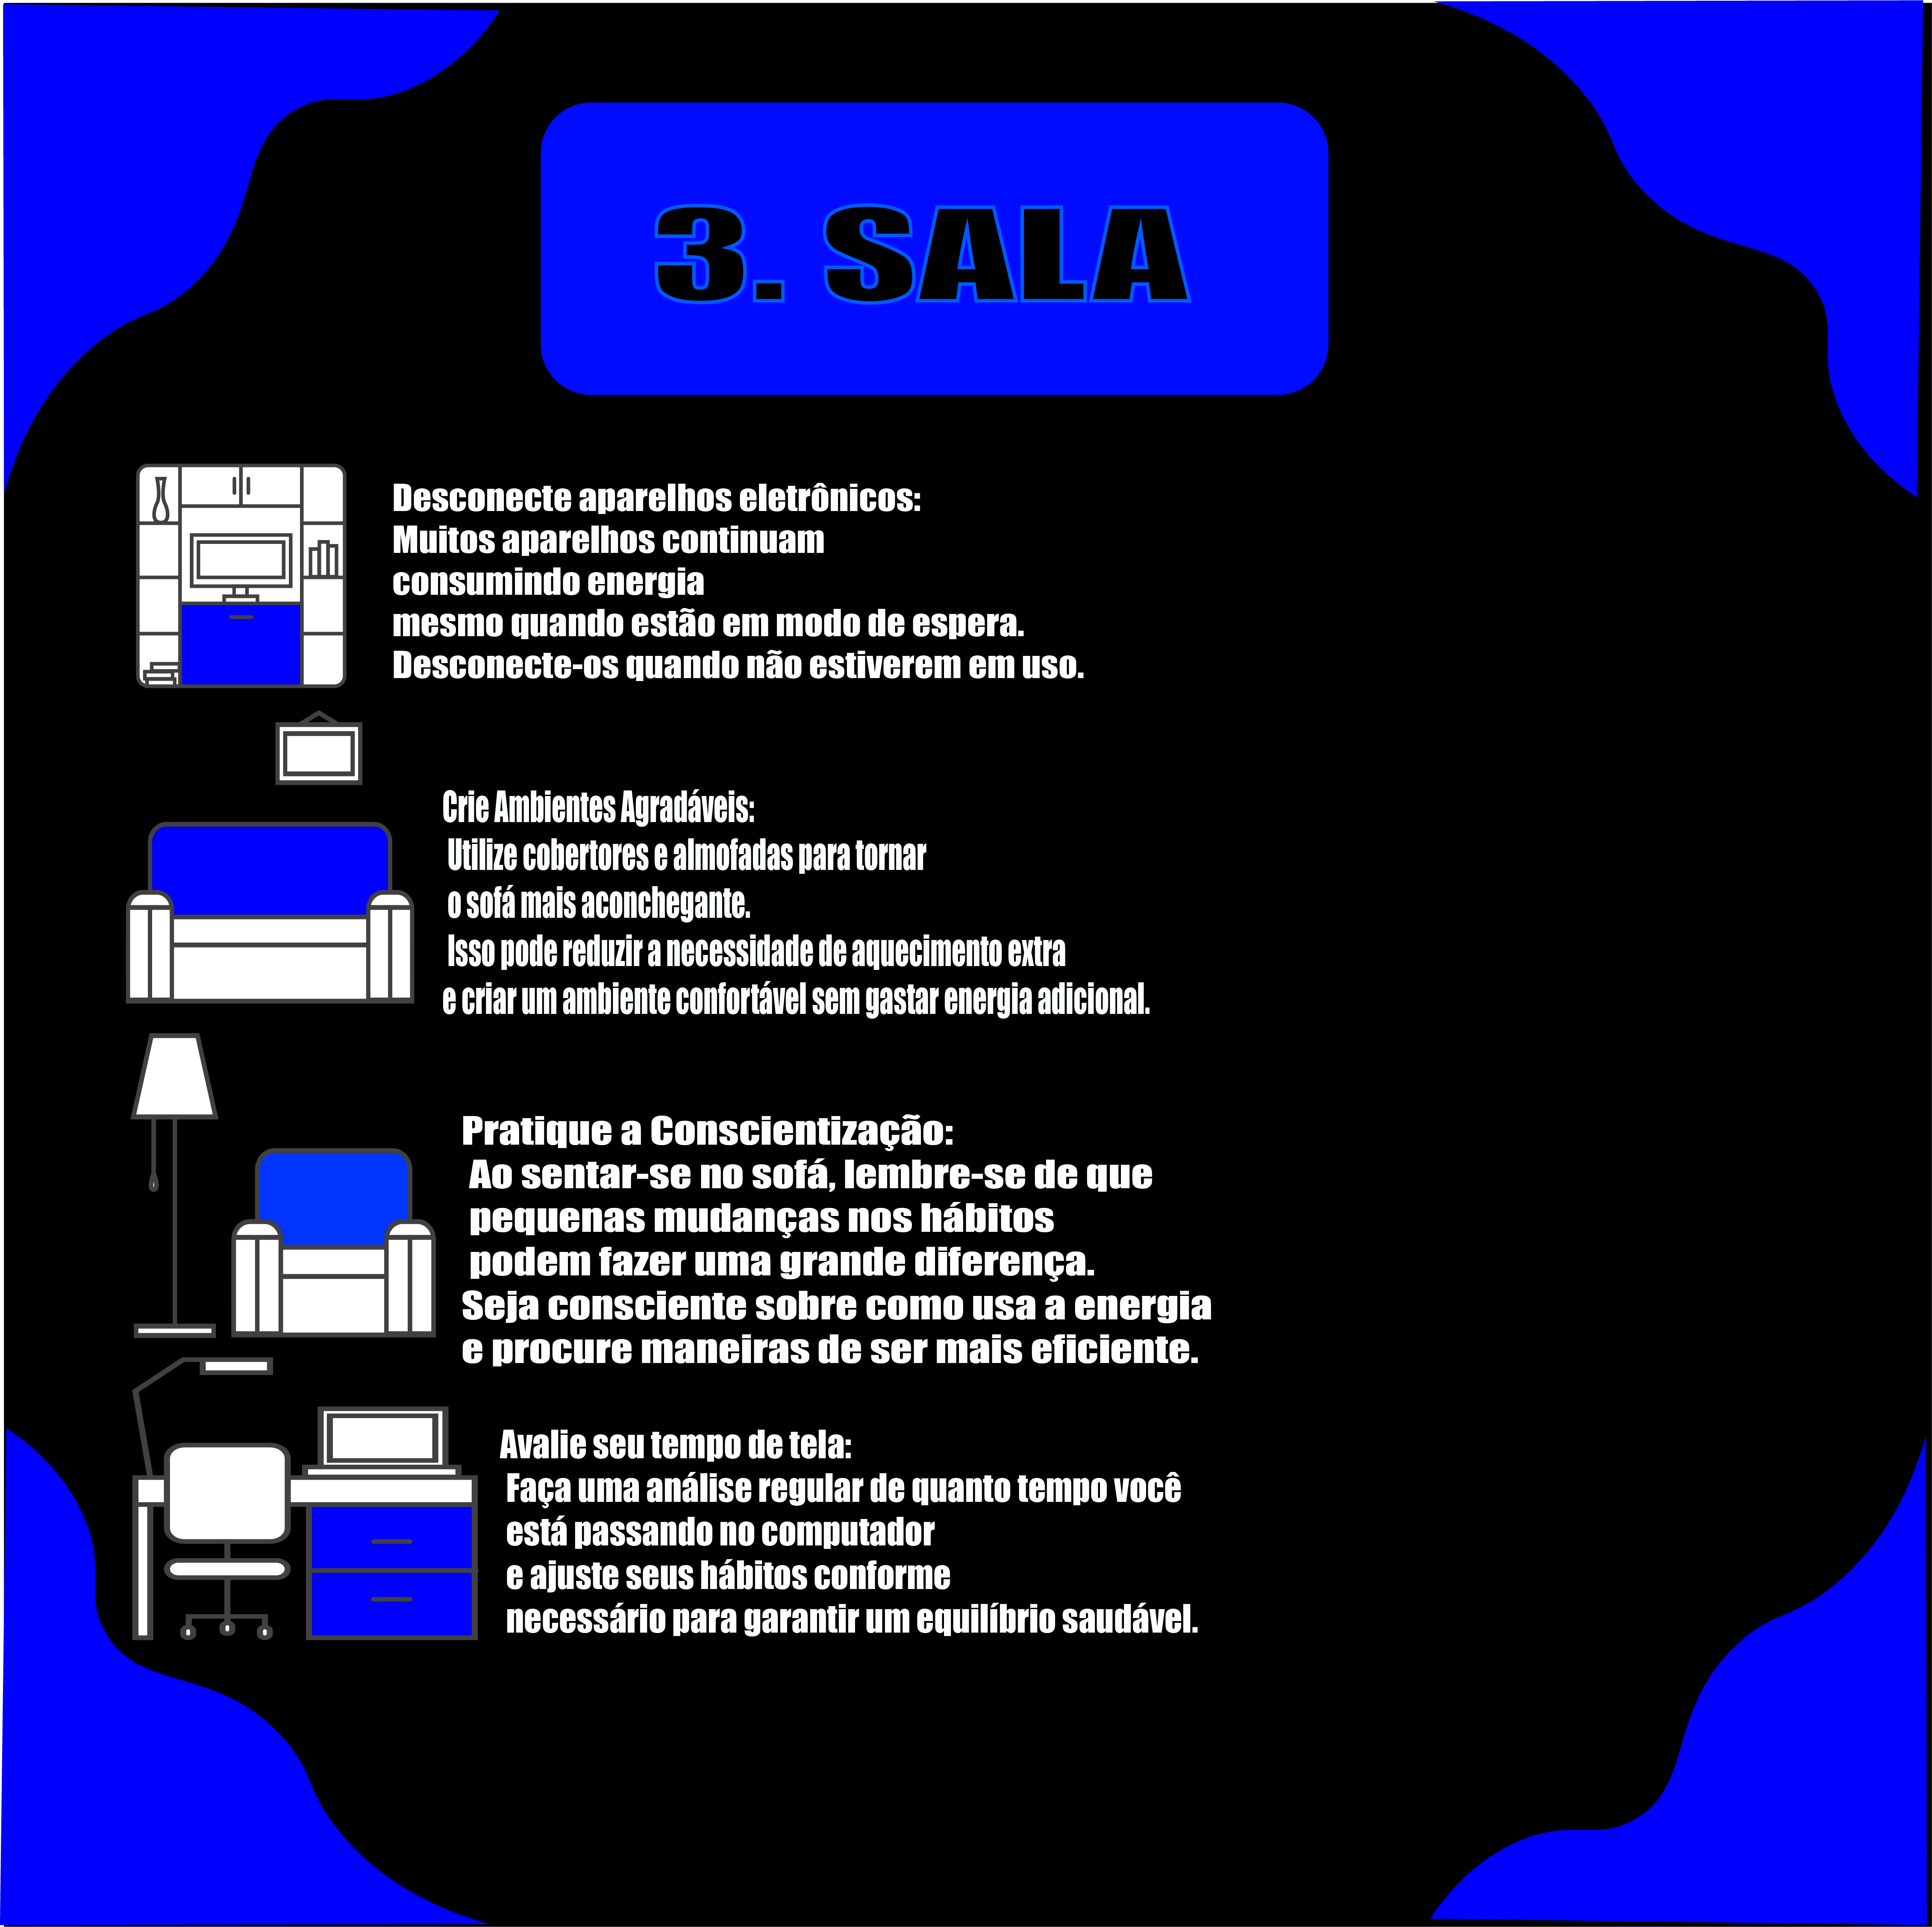 3. SALA
Desconecte aparelhos eletrônicos:
Muitos aparelhos continuam
consumindo energia
mesmo quando estão em modo de espera.
Desconecte-os quando não estiverem em uso.
Crie Ambientes Agradáveis:
Utilize cobertores e almofadas para tornar
o sofá mais aconchegante.
Isso pode reduzir a necessidade de aquecimento extra
e criar um ambiente confortável sem gastar energia adicional.
Pratique a Conscientização:
Ao sentar-se no sofá, lembre-se de que
pequenas mudanças nos hábitos
podem fazer uma grande diferença.
Seja consciente sobre como usa a energia
e procure maneiras de ser mais eficiente.
Avalie seu tempo de tela:
Faça uma análise regular de quanto tempo você
está passando no computador
e ajuste seus hábitos conforme
necessário para garantir um equilíbrio saudável.